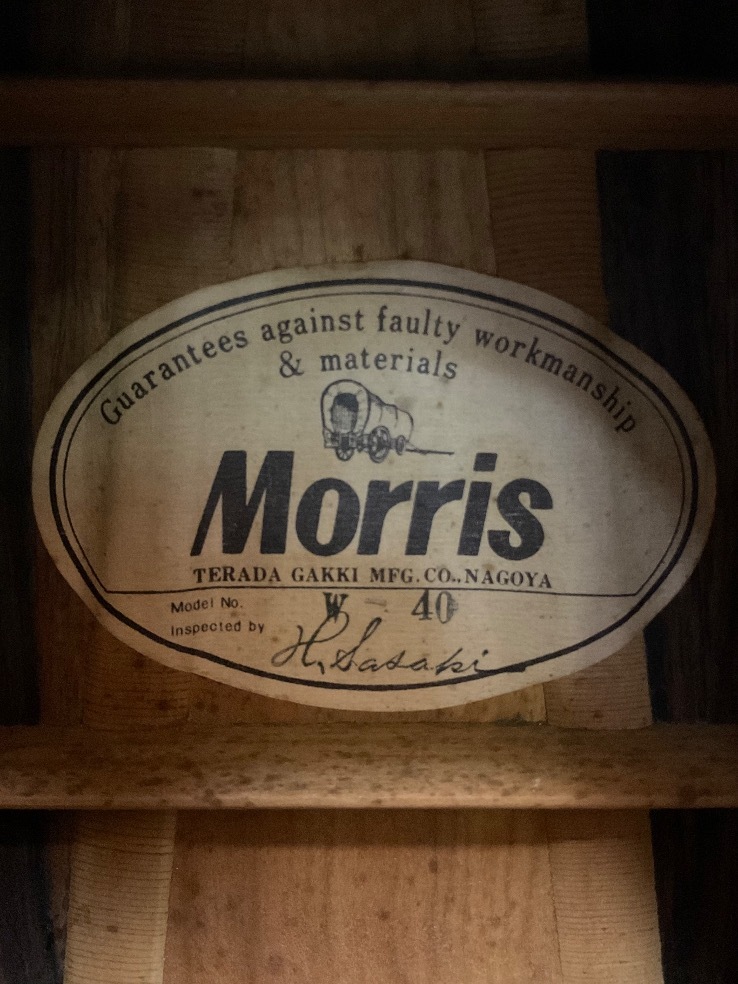 Guarantees against faulty workmanship
& materials
Morris
TERADA GAKKI MFG. CO., NAGOYA
Model No. W - 40
Inspected by H. Sasaki